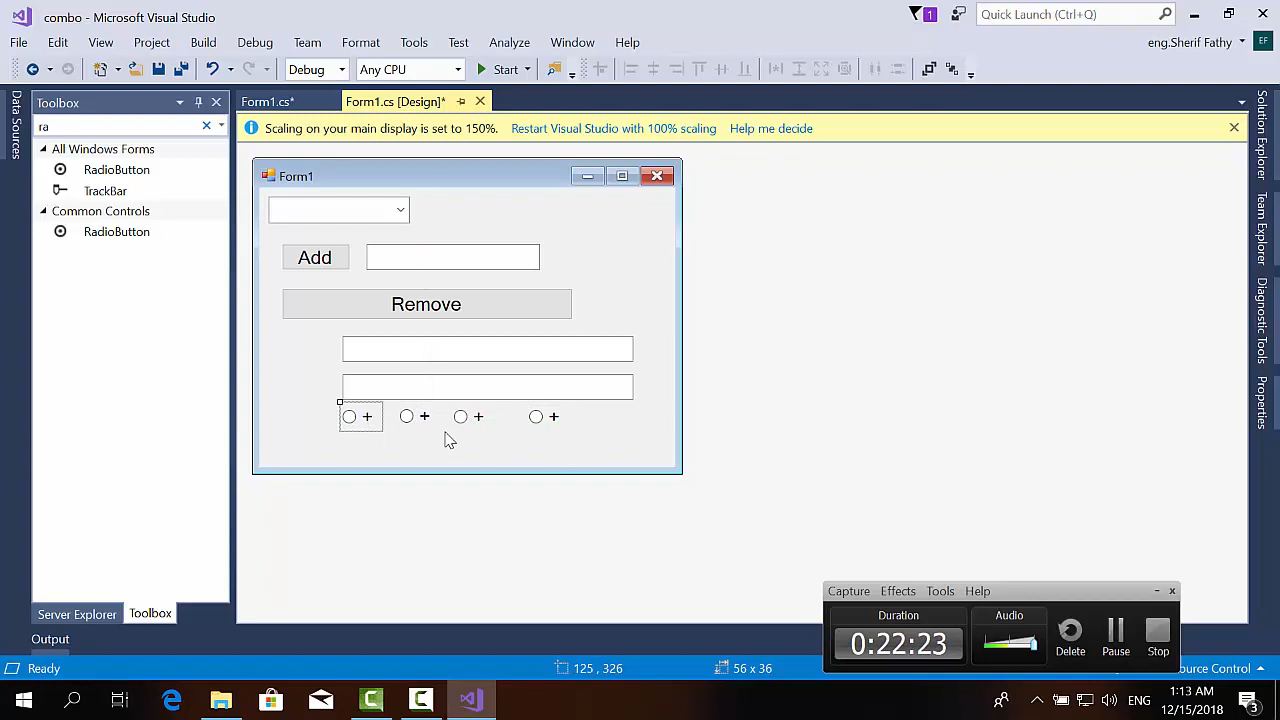 combo - Microsoft Visual Studio
1
Quick Launch (Ctrl+Q)
File Edit View Project Build Debug Team Format Tools Test Analyze Window Help
eng.Sherif Fathy
EF
Debug
Any CPU
Start
Data Sources
Toolbox
Form1.cs*
Form1.cs [Design]*
ra
Scaling on your main display is set to 150%. Restart Visual Studio with 100% scaling Help me decide
All Windows Forms
RadioButton
TrackBar
Common Controls
RadioButton
Form1
Add
Remove
+ + + +
Solution Explorer
Team Explorer
Diagnostic Tools
Properties
Server Explorer
Toolbox
Output
Capture Effects Tools Help
Duration
0:22:23
Audio
Delete
Pause
Stop
Ready
125 , 326
56 x 36
ource Control
ENG
1:13 AM
12/15/2018
3